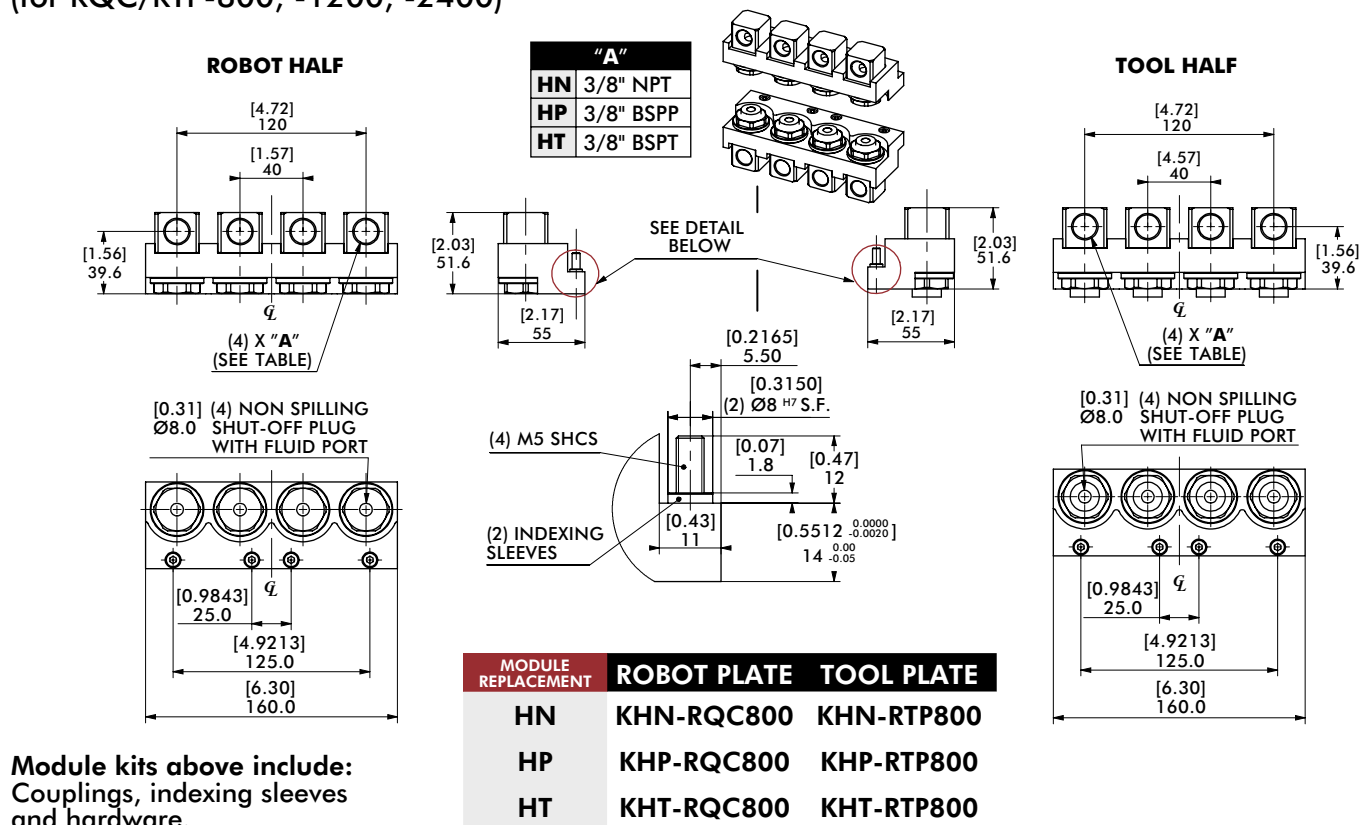 (for RQC/RTP-800, -1200, -2400)
ROBOT HALF
[4.72]
120
[1.57]
40
[1.56]
39.6
℄
(4) X "A"
(SEE TABLE)
"A"
HN 3/8" NPT
HP 3/8" BSPP
HT 3/8" BSPT
[2.03]
51.6
[2.17]
55
SEE DETAIL
BELOW
[2.03]
51.6
[2.17]
55
TOOL HALF
[4.72]
120
[4.57]
40
[1.56]
39.6
℄
(4) X "A"
(SEE TABLE)
[0.31] (4) NON SPILLING
Ø8.0 SHUT-OFF PLUG
WITH FLUID PORT
℄
[0.9843]
25.0
[4.9213]
125.0
[6.30]
160.0
[0.2165]
5.50
[0.3150]
(2) Ø8 H7 S.F.
(4) M5 SHCS
[0.07]
1.8
[0.47]
12
(2) INDEXING
SLEEVES
[0.43]
11
[0.5512 0.0000 -0.0020]
14 0.00 -0.05
[0.31] (4) NON SPILLING
Ø8.0 SHUT-OFF PLUG
WITH FLUID PORT
℄
[0.9843]
25.0
[4.9213]
125.0
[6.30]
160.0
MODULE
REPLACEMENT ROBOT PLATE TOOL PLATE
HN KHN-RQC800 KHN-RTP800
HP KHP-RQC800 KHP-RTP800
HT KHT-RQC800 KHT-RTP800
Module kits above include:
Couplings, indexing sleeves
and hardware.